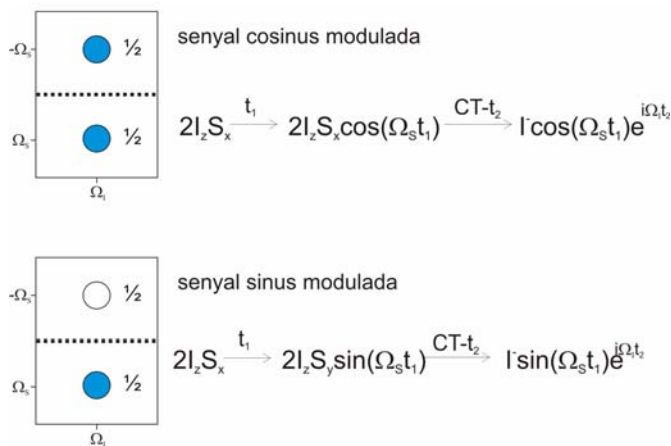 senyal cosinus modulada
-Ωs ½
Ωs ½
ΩI
2IzSx t1 → 2IzSxcos(Ωst1) CT-t2 → I⁻cos(Ωst1)e^iΩIt2
senyal sinus modulada
-Ωs ½
Ωs ½
ΩI
2IzSx t1 → 2IzSysin(Ωst1) CT-t2 → I⁻sin(Ωst1)e^iΩIt2